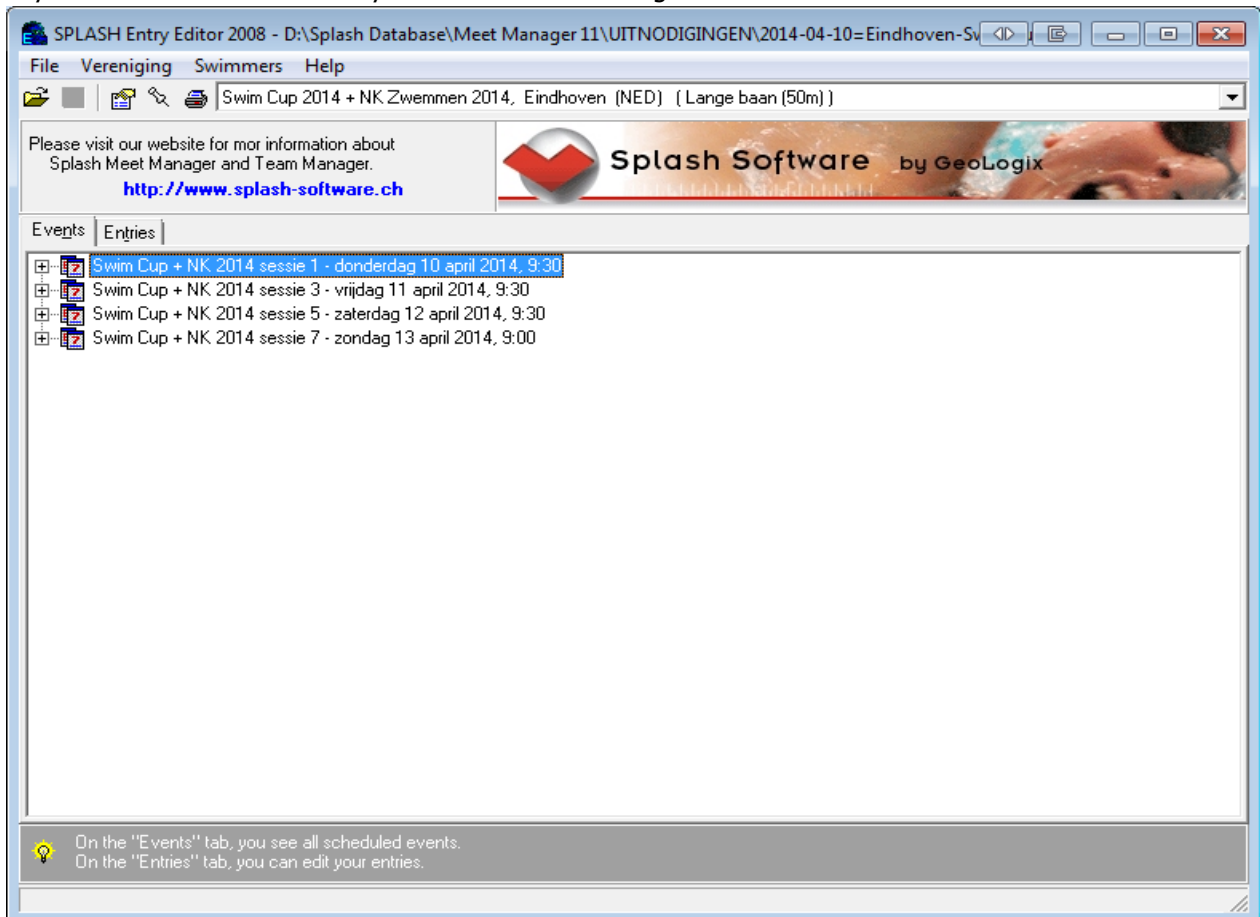 SPLASH Entry Editor 2008 - D:\Splash Database\Meet Manager 11\UITNODIGINGEN\2014-04-10=Eindhoven-Sv
File Vereniging Swimmers Help
Swim Cup 2014 + NK Zwemmen 2014, Eindhoven (NED) ( Lange baan (50m) )
Please visit our website for mor information about
Splash Meet Manager and Team Manager.
http://www.splash-software.ch
Splash Software by GeoLogix
Events Entries
Swim Cup + NK 2014 sessie 1 - donderdag 10 april 2014, 9:30
Swim Cup + NK 2014 sessie 3 - vrijdag 11 april 2014, 9:30
Swim Cup + NK 2014 sessie 5 - zaterdag 12 april 2014, 9:30
Swim Cup + NK 2014 sessie 7 - zondag 13 april 2014, 9:00
On the "Events" tab, you see all scheduled events.
On the "Entries" tab, you can edit your entries.